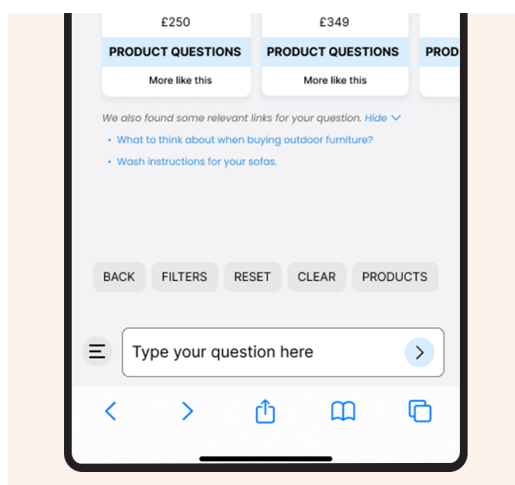 £250
£349
PRODUCT QUESTIONS
PRODUCT QUESTIONS
PROD
More like this
More like this
We also found some relevant links for your question. Hide
• What to think about when buying outdoor furniture?
• Wash instructions for your sofas.
BACK
FILTERS
RESET
CLEAR
PRODUCTS
Type your question here